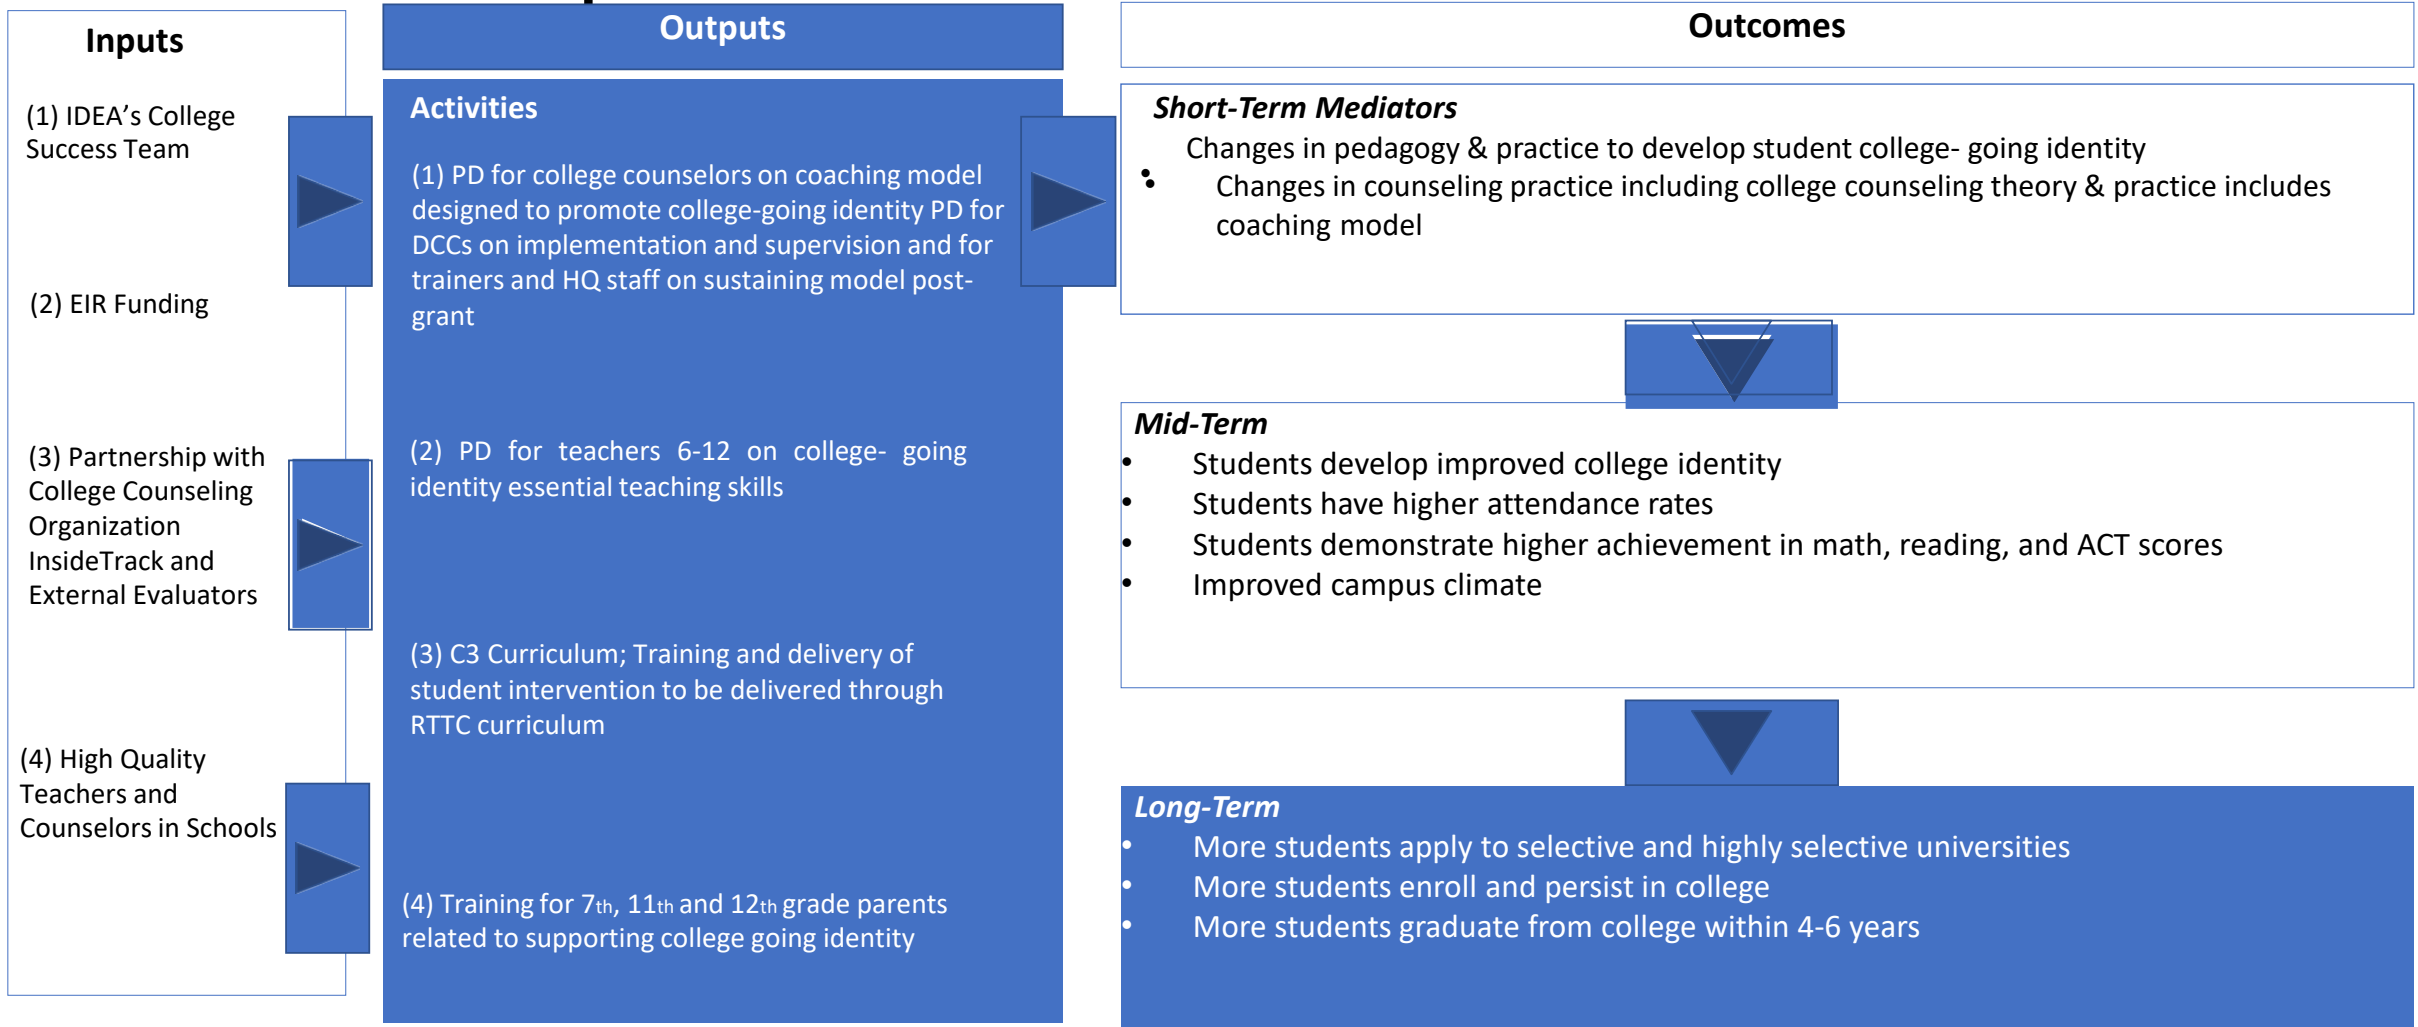 Inputs
(1) IDEA’s College
Success Team
(2) EIR Funding
(3) Partnership with
College Counseling
Organization
InsideTrack and
External Evaluators
(4) High Quality
Teachers and
Counselors in Schools
Outputs
Activities
(1) PD for college counselors on coaching model
designed to promote college-going identity PD for
DCCs on implementation and supervision and for
trainers and HQ staff on sustaining model post-
grant
(2) PD for teachers 6-12 on college- going
identity essential teaching skills
(3) C3 Curriculum; Training and delivery of
student intervention to be delivered through
RTTC curriculum
(4) Training for 7th, 11th and 12th grade parents
related to supporting college going identity
Outcomes
Short-Term Mediators
• Changes in pedagogy & practice to develop student college- going identity
• Changes in counseling practice including college counseling theory & practice includes
coaching model
Mid-Term
• Students develop improved college identity
• Students have higher attendance rates
• Students demonstrate higher achievement in math, reading, and ACT scores
• Improved campus climate
Long-Term
• More students apply to selective and highly selective universities
• More students enroll and persist in college
• More students graduate from college within 4-6 years